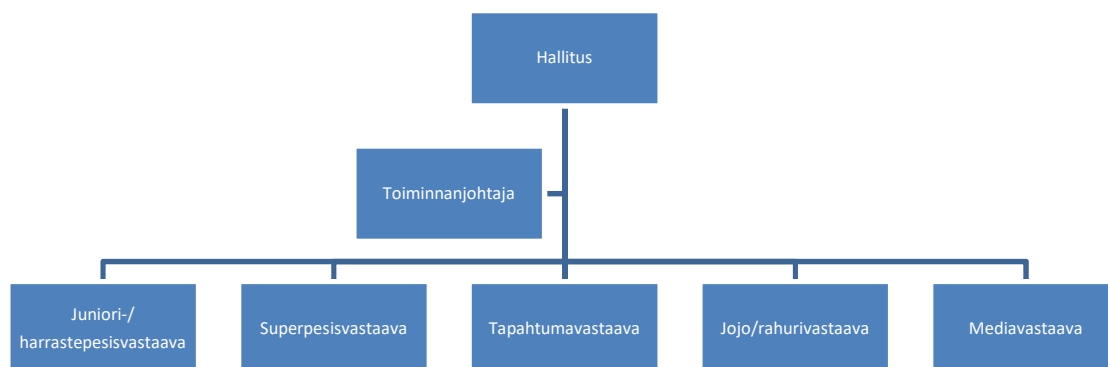 Hallitus
Toiminnanjohtaja
Juniori-/
harrastepesisvastaava
Superpesisvastaava
Tapahtumavastaava
Jojo/rahurivastaava
Mediavastaava